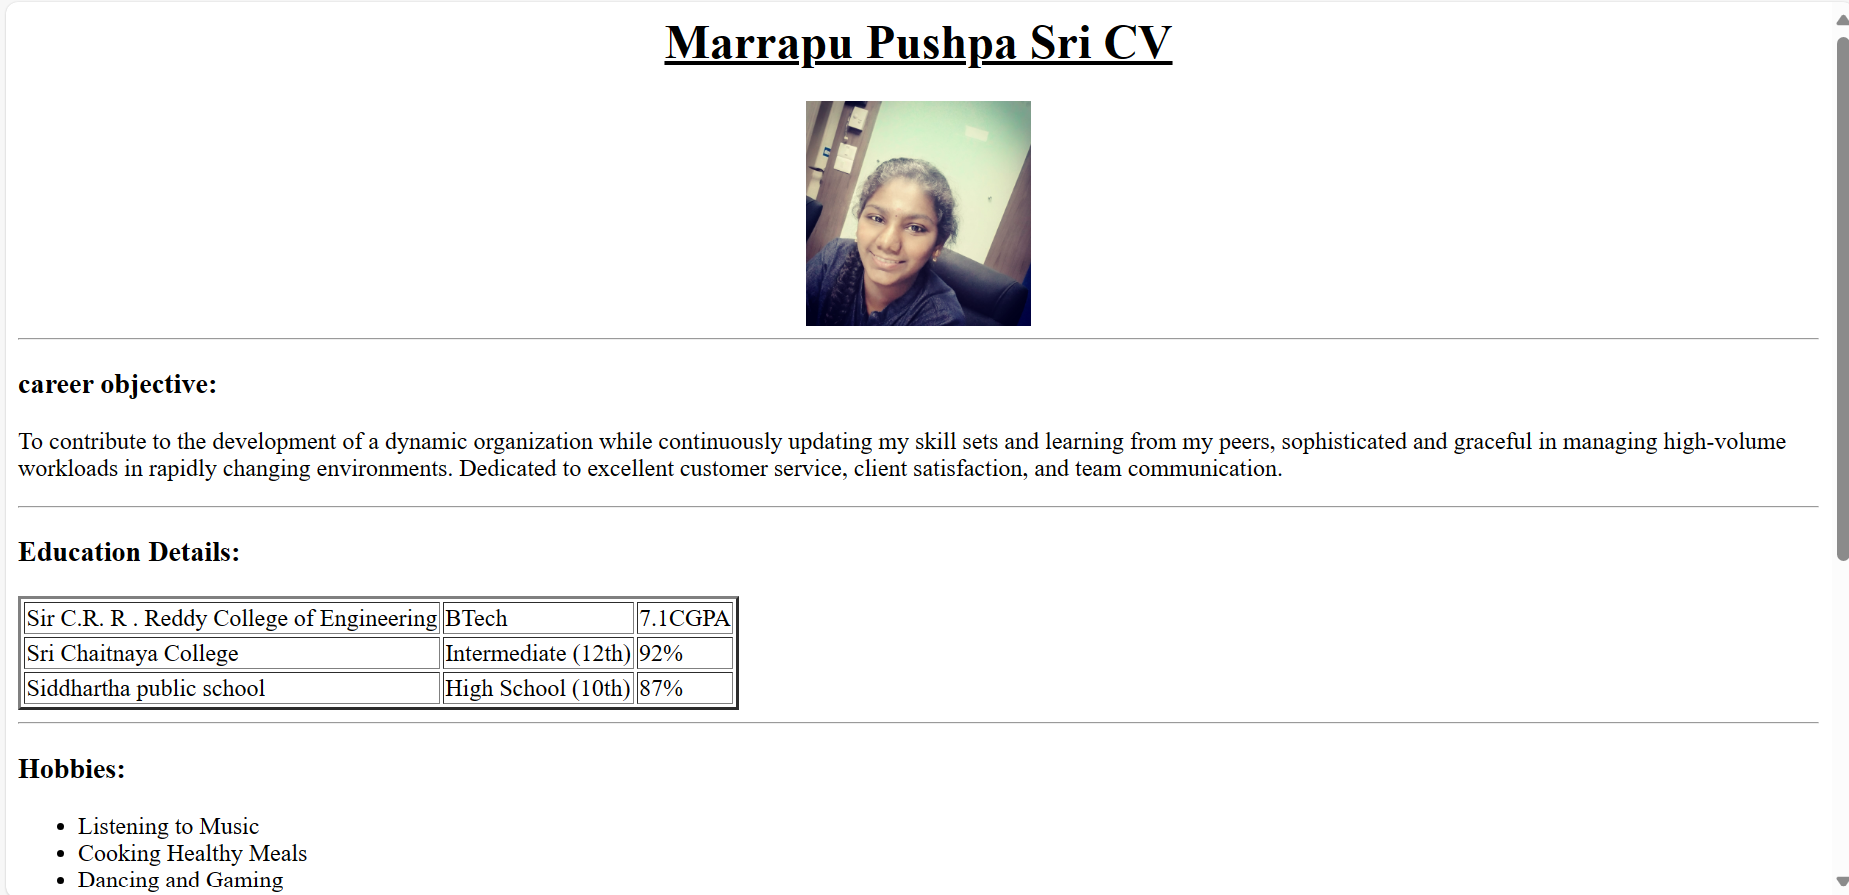 Marrapu Pushpa Sri CV
career objective:
To contribute to the development of a dynamic organization while continuously updating my skill sets and learning from my peers, sophisticated and graceful in managing high-volume
workloads in rapidly changing environments. Dedicated to excellent customer service, client satisfaction, and team communication.
Education Details:
Sir C.R. R . Reddy College of Engineering BTech 7.1CGPA
Sri Chaitnaya College Intermediate (12th) 92%
Siddhartha public school High School (10th) 87%
Hobbies:
• Listening to Music
• Cooking Healthy Meals
• Dancing and Gaming